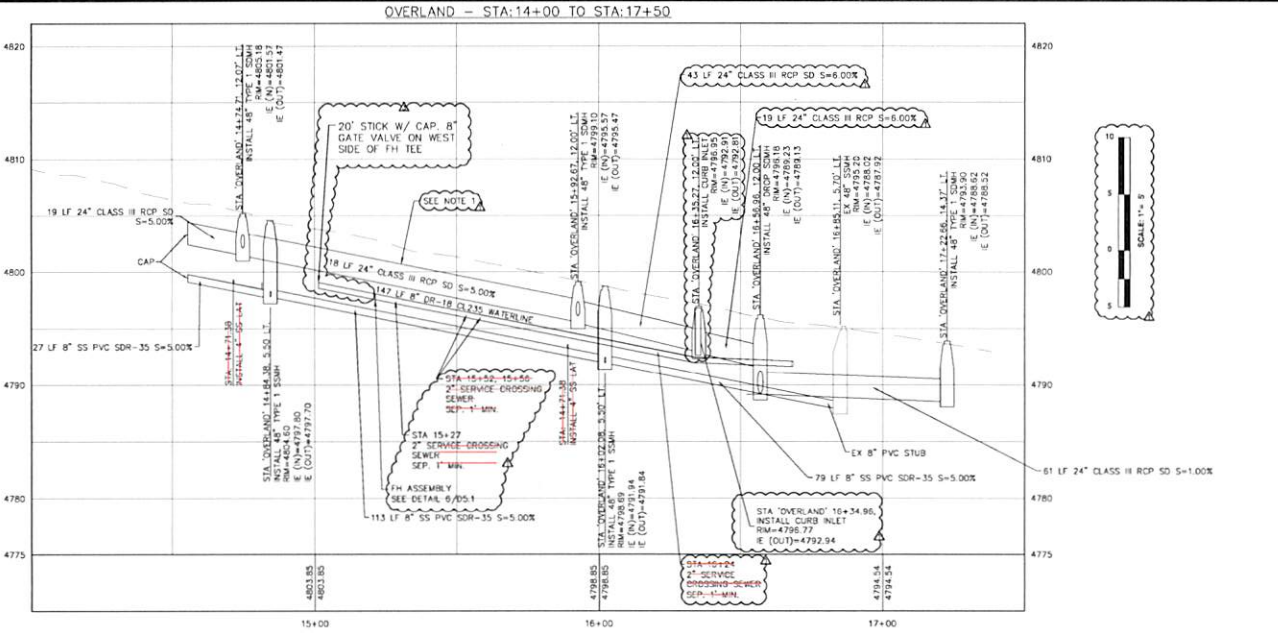 OVERLAND - STA:14+00 TO STA:17+50
4820
4810
4800
4790
4780
4775
4820
4810
4800
4790
4780
4775
STA 'OVERLAND' 14+74.71, 12.07' LT.
INSTALL 48" TYPE 1 SDMH
RIM=4805.18
IE (N)=4801.57
IE (OUT)=4801.47
20' STICK W/ CAP, 8"
GATE VALVE ON WEST
SIDE OF FH TEE
SEE NOTE 1
19 LF 24" CLASS III RCP SD
S=5.00%
CAP
27 LF 8" SS PVC SDR-35 S=5.00%
18 LF 24" CLASS III RCP SD S=5.00%
147 LF 8" DR-18 CL235 WATERLINE
STA: 14+71.38
INSTALL 4" SS LAT
STA 'OVERLAND' 14+84.38, 5.50' LT.
INSTALL 48" TYPE 1 SSMH
RIM=4804.60
IE (IN)=4797.80
IE (OUT)=4797.70
STA 15+52, 15+56
2" SERVICE CROSSING
SEWER
SEP. 1' MIN.
STA 15+27
2" SERVICE CROSSING
SEWER
SEP. 1' MIN.
FH ASSEMBLY
SEE DETAIL 6/05.1
113 LF 8" SS PVC SDR-35 S=5.00%
STA 'OVERLAND' 15+92.67, 12.00' LT.
INSTALL 48" TYPE 1 SDMH
RIM=4799.10
IE (IN)=4795.57
IE (OUT)=4795.47
STA: 14+71.38
INSTALL 4" SS LAT
STA 'OVERLAND' 16+02.06, 5.50' LT.
INSTALL 48" TYPE 1 SSMH
RIM=4798.69
IE (IN)=4791.94
IE (OUT)=4791.84
43 LF 24" CLASS III RCP SD S=6.00%
19 LF 24" CLASS III RCP S=6.00%
STA 'OVERLAND' 16+35.27, 12.00' LT.
INSTALL CURB INLET
RIM=4796.95
IE (IN)=4792.91
IE (OUT)=4792.81
STA 'OVERLAND' 16+56.96, 12.00' LT.
INSTALL 48" DROP SDMH
RIM=4796.18
IE (IN)=4789.23
IE (OUT)=4789.13
STA 'OVERLAND' 16+85.11, 5.70' LT.
EX 48" SSMH
RIM=4795.20
IE (IN)=4788.02
IE (OUT)=4787.92
STA 'OVERLAND' 17+22.66, 14.37' LT.
INSTALL 48" TYPE 1 SDMH
RIM=4793.90
IE (IN)=4788.62
IE (OUT)=4788.52
EX 8" PVC STUB
79 LF 8" SS PVC SDR-35 S=5.00%
61 LF 24" CLASS III RCP SD S=1.00%
STA 'OVERLAND' 16+34.96,
INSTALL CURB INLET
RIM=4796.77
IE (OUT)=4792.94
STA 16+24
2" SERVICE
CROSSING SEWER
SEP. 1' MIN.
10
5
0
5
SCALE: 1"= 5'
4803.85
4803.85
4798.85
4798.85
4794.54
4794.54
15+00
16+00
17+00